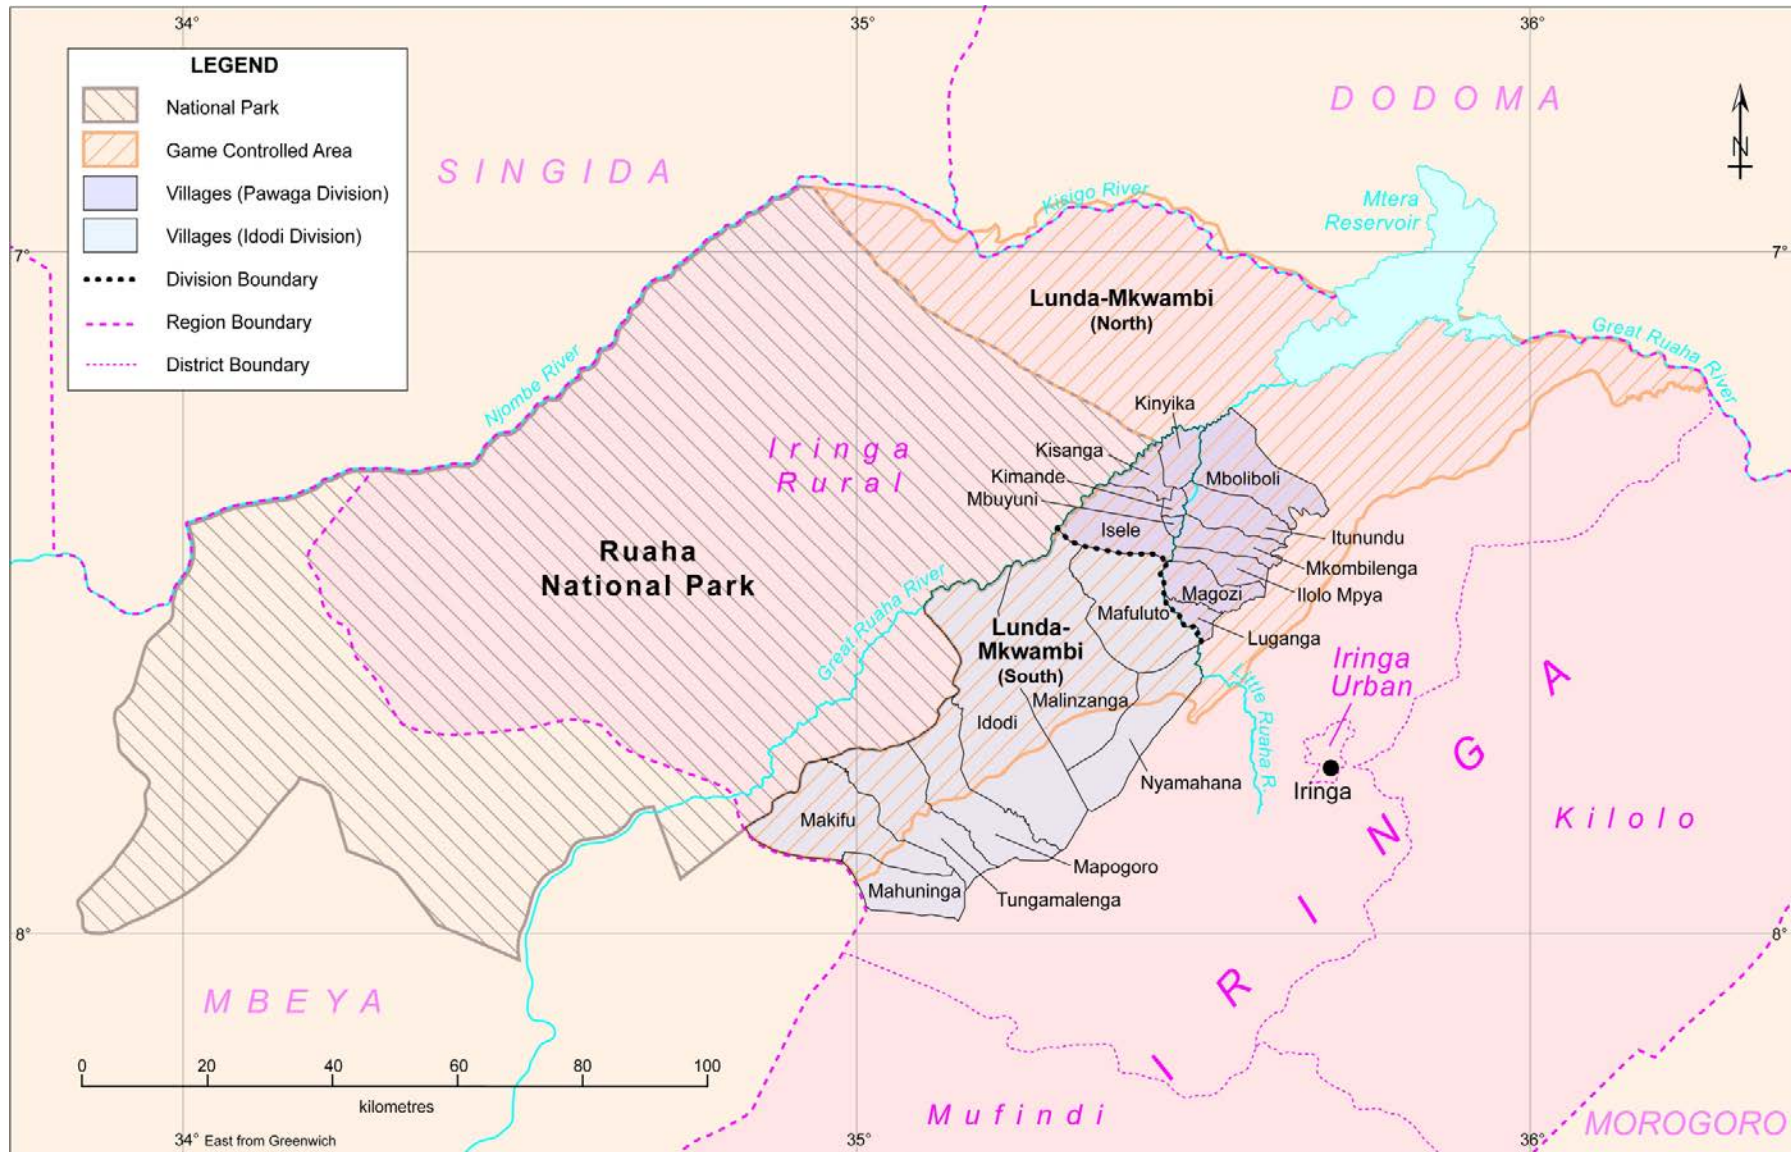 34°
35°
36°
LEGEND
National Park
Game Controlled Area
Villages (Pawaga Division)
Villages (Idodi Division)
Division Boundary
Region Boundary
District Boundary
DODOMA
SINGIDA
N
Kisigo River
Mtera
Reservoir
7°
7°
Lunda-Mkwambi
(North)
Great Ruaha River
Njombe River
Kinyika
Iringa
Rural
Kisanga
Kimande
Mboliboli
Mbuyuni
Isele
Itunundu
Ruaha
National Park
Mkombilenga
Great Ruaha River
Magozi
Ilolo Mpya
Mafuluto
Lunda-
Mkwambi
(South)
Luganga
Iringa
Urban
Little Ruaha R.
Malinzanga
Idodi
Nyamahana
Iringa
Makifu
Kilolo
Mapogoro
Mahuninga
Tungamalenga
IRINGA
8°
8°
MBEYA
0 20 40 60 80 100
kilometres
Mufindi
MOROGORO
34° East from Greenwich
35°
36°